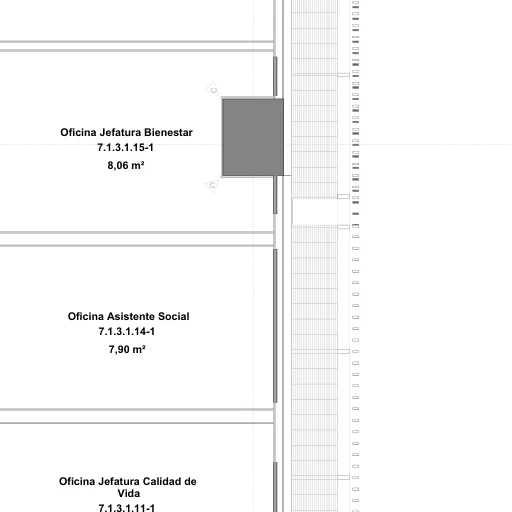 Oficina Jefatura Bienestar
7.1.3.1.15-1
8,06 m²
Oficina Asistente Social
7.1.3.1.14-1
7,90 m²
Oficina Jefatura Calidad de
Vida
7.1.3.1.11-1